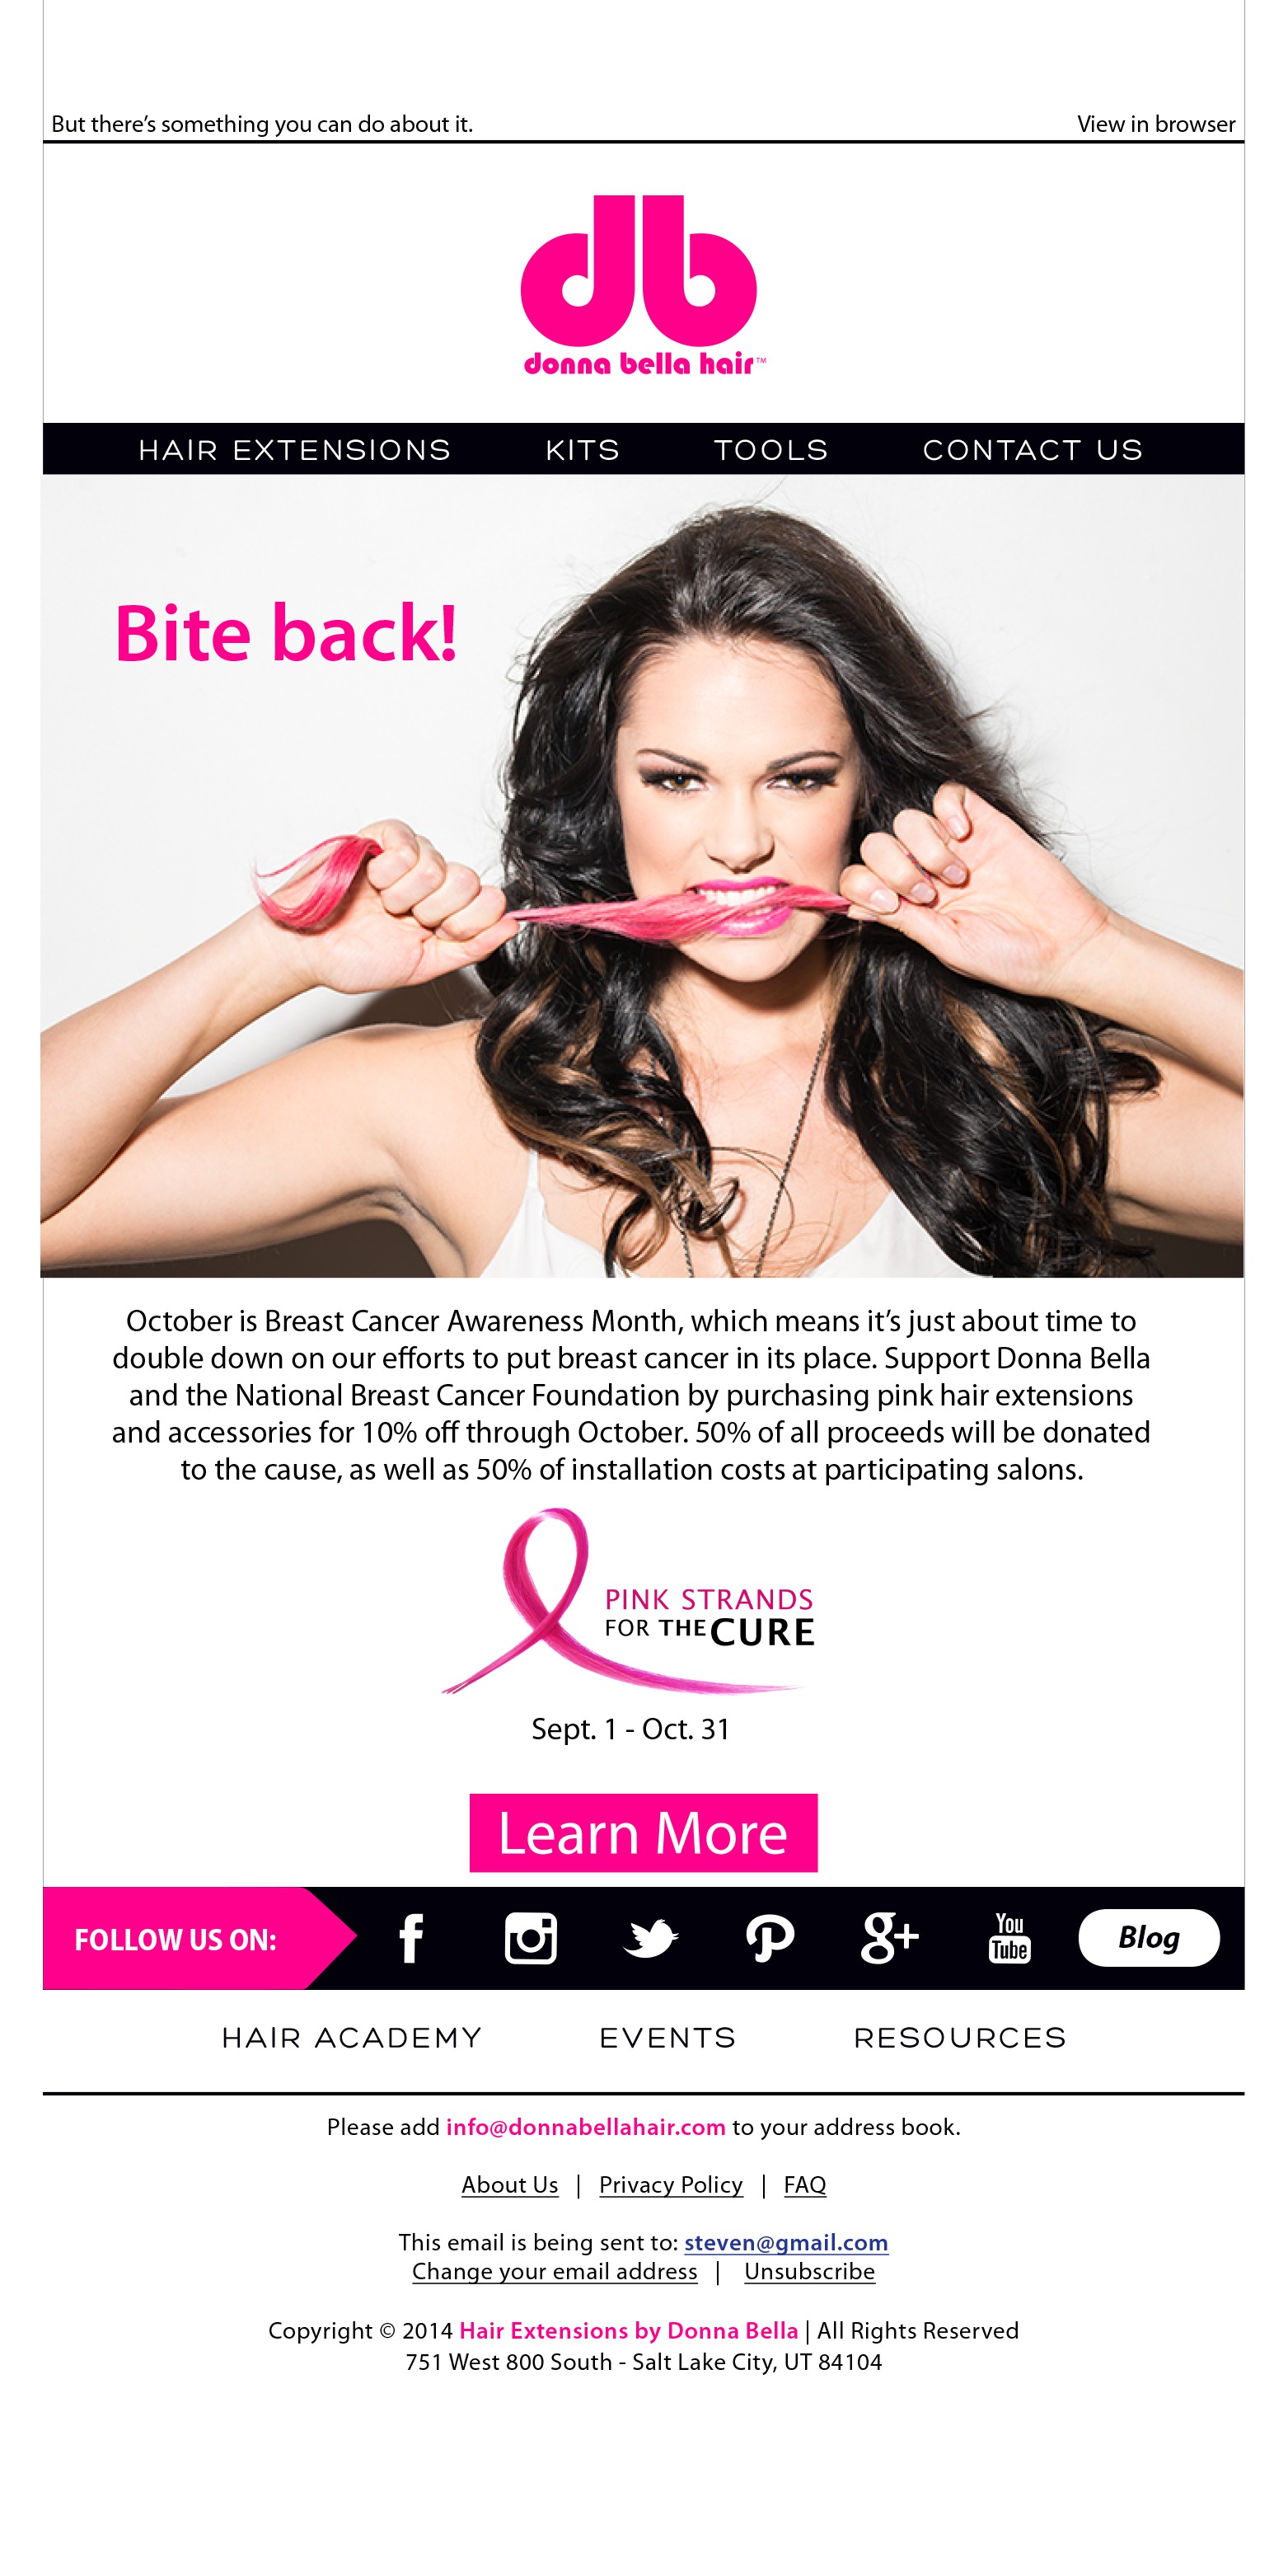 But there’s something you can do about it.
View in browser
db
donna bella hair™
HAIR EXTENSIONS KITS TOOLS CONTACT US
Bite back!
October is Breast Cancer Awareness Month, which means it’s just about time to
double down on our efforts to put breast cancer in its place. Support Donna Bella
and the National Breast Cancer Foundation by purchasing pink hair extensions
and accessories for 10% off through October. 50% of all proceeds will be donated
to the cause, as well as 50% of installation costs at participating salons.
PINK STRANDS
FOR THE CURE
Sept. 1 - Oct. 31
Learn More
FOLLOW US ON: f g+ You Tube Blog
HAIR ACADEMY EVENTS RESOURCES
Please add info@donnabellahair.com to your address book.
About Us | Privacy Policy | FAQ
This email is being sent to: steven@gmail.com
Change your email address | Unsubscribe
Copyright © 2014 Hair Extensions by Donna Bella | All Rights Reserved
751 West 800 South - Salt Lake City, UT 84104